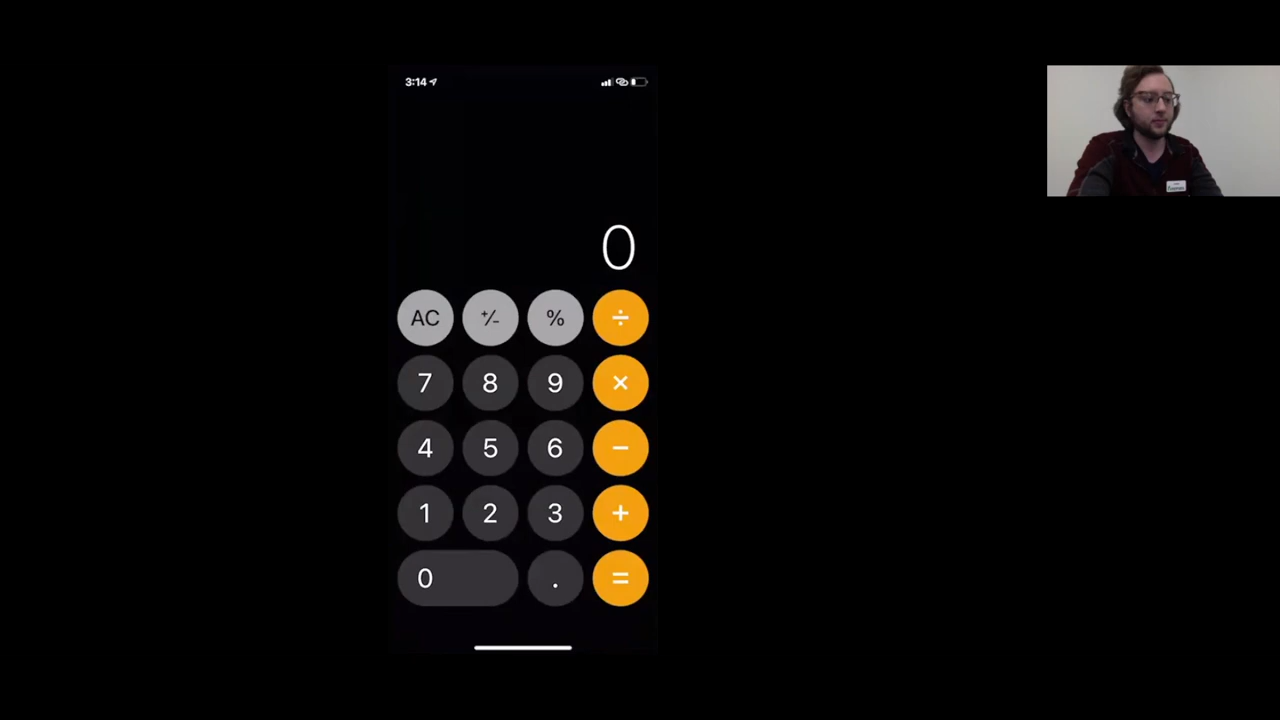 3:14
0
AC +/- % ÷
7 8 9 ×
4 5 6 −
1 2 3 +
0 . =